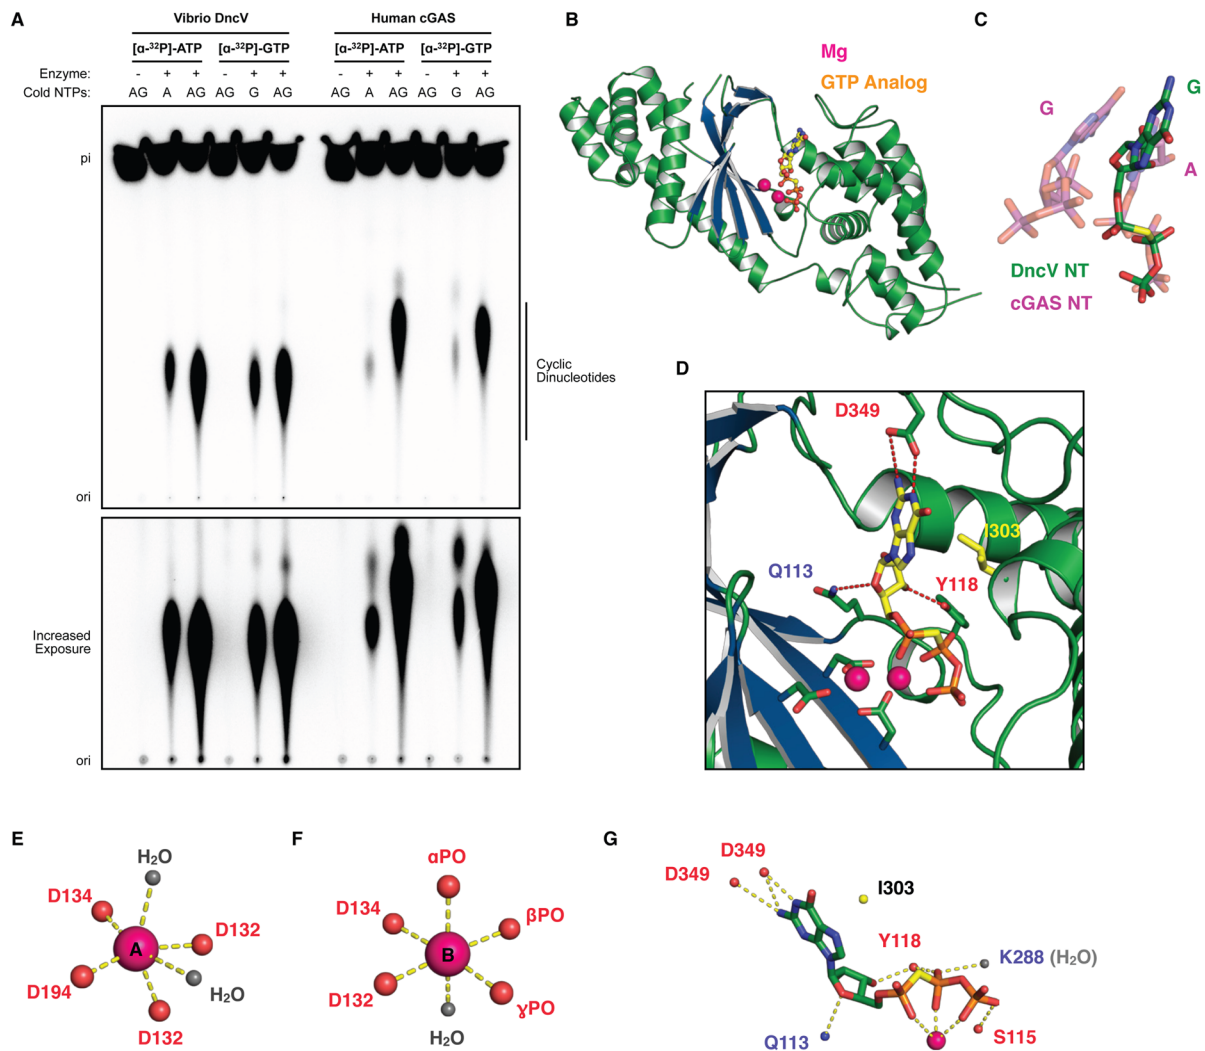 A
Vibrio DncV
Human cGAS
[α-³²P]-ATP
[α-³²P]-GTP
[α-³²P]-ATP
[α-³²P]-GTP
Enzyme:
- + + - + + - + + - + +
Cold NTPs:
AG A AG AG G AG AG A AG AG G AG
pi
Cyclic
Dinucleotides
ori
Increased
Exposure
ori
B
Mg
GTP Analog
C
G
G
A
DncV NT
cGAS NT
D
D349
I303
Q113
Y118
E
H₂O
D134
D132
A
D194
H₂O
D132
F
αPO
D134
βPO
B
D132
ɣPO
H₂O
G
D349
D349
I303
Y118
K288 (H₂O)
Q113
S115